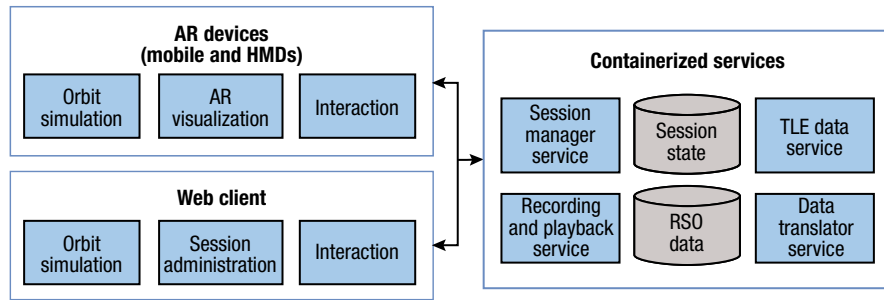 AR devices
(mobile and HMDs)
Orbit
simulation
AR
visualization
Interaction
Web client
Orbit
simulation
Session
administration
Interaction
Containerized services
Session
manager
service
Session
state
TLE data
service
Recording
and playback
service
RSO
data
Data
translator
service